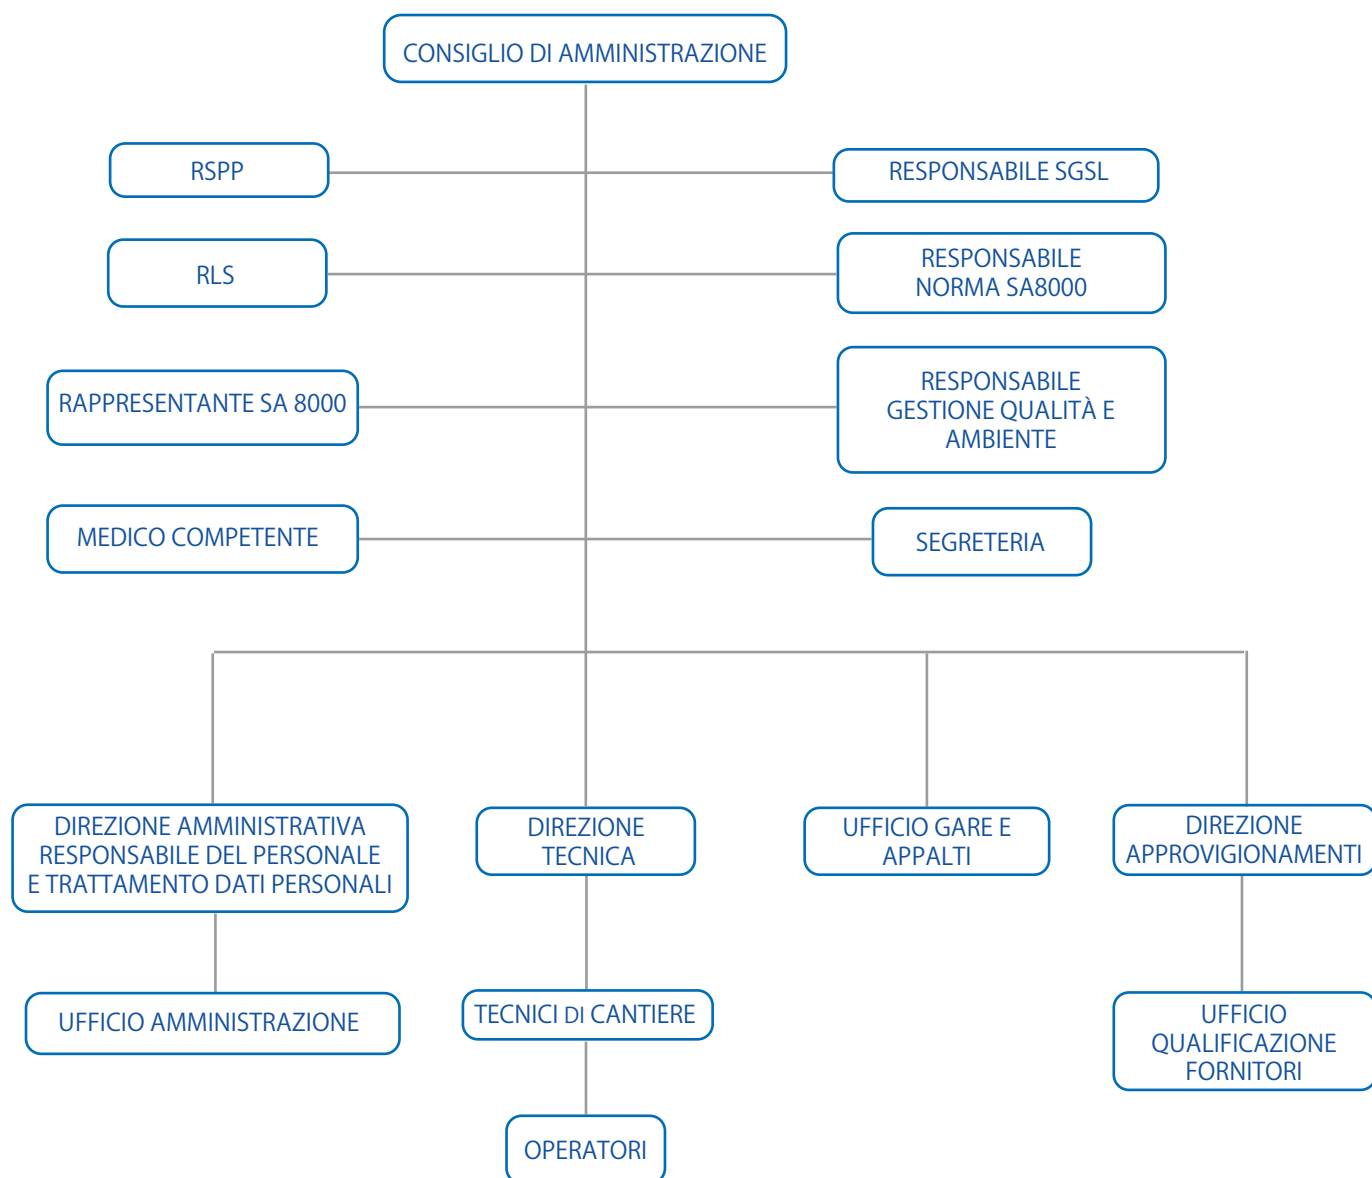 CONSIGLIO DI AMMINISTRAZIONE
RSPP
RESPONSABILE SGSL
RLS
RESPONSABILE
NORMA SA8000
RAPPRESENTANTE SA 8000
RESPONSABILE
GESTIONE QUALITÀ E
AMBIENTE
MEDICO COMPETENTE
SEGRETERIA
DIREZIONE AMMINISTRATIVA
RESPONSABILE DEL PERSONALE
E TRATTAMENTO DATI PERSONALI
DIREZIONE
TECNICA
UFFICIO GARE E
APPALTI
DIREZIONE
APPROVIGIONAMENTI
UFFICIO AMMINISTRAZIONE
TECNICI DI CANTIERE
UFFICIO
QUALIFICAZIONE
FORNITORI
OPERATORI